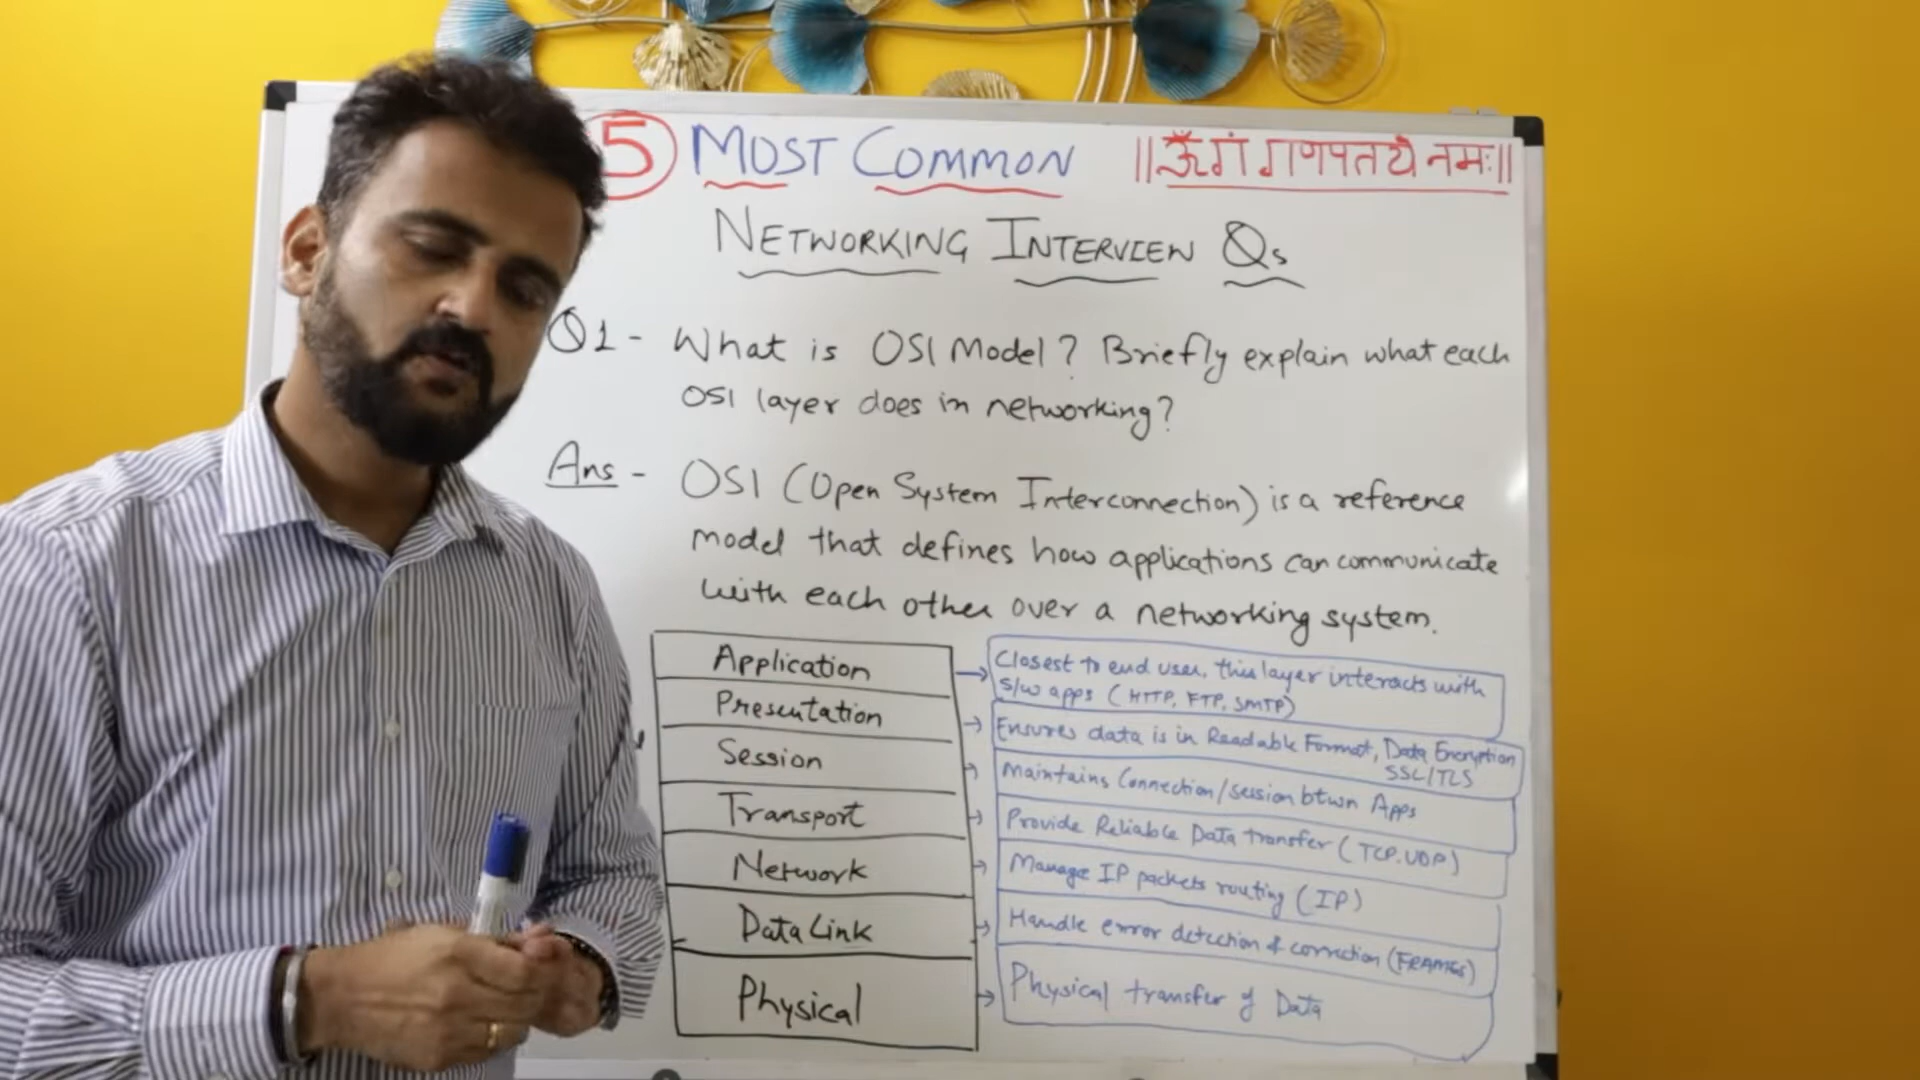 5 MOST COMMON
||ॐ गं गणपतये नमः||
NETWORKING INTERVIEW Qs
Q1 - What is OSI Model? Briefly explain what each
OSI layer does in networking?
Ans - OSI (Open System Interconnection) is a reference
model that defines how applications can communicate
with each other over a networking system.
Application
Closest to end user, this layer interacts with
S/W apps (HTTP, FTP, SMTP)
Presentation
Ensures data is in Readable Format, Data Encryption
SSL/TLS
Session
Maintains Connection/session btwn Apps
Transport
Provide Reliable Data transfer (TCP, UDP)
Network
Manage IP packets routing (IP)
Data Link
Handle error detection & correction (FRAMES)
Physical
Physical transfer of Data